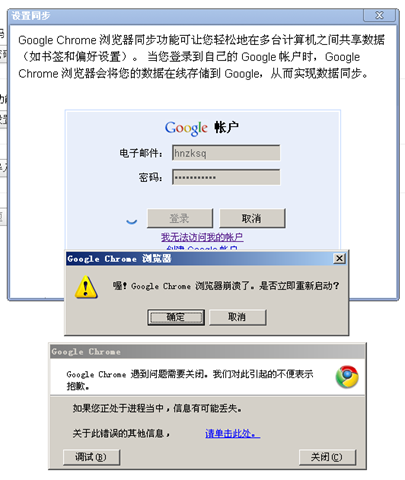 设置同步
Google Chrome 浏览器同步功能可让您轻松地在多台计算机之间共享数据
（如书签和偏好设置）。 当您登录到自己的 Google 帐户时，Google
Chrome 浏览器会将您的数据在线存储到 Google，从而实现数据同步。
Google 帐户
电子邮件：
hnzksq
密码：
***********
登录
取消
我无法访问我的帐户
创建 Google 帐户
Google Chrome 浏览器
喔！Google Chrome 浏览器崩溃了。是否立即重新启动？
确定
取消
Google Chrome
Google Chrome 遇到问题需要关闭。我们对此引起的不便表示
抱歉。
如果您正处于进程当中，信息有可能丢失。
关于此错误的其他信息，
请单击此处。
调试(B)
关闭(C)